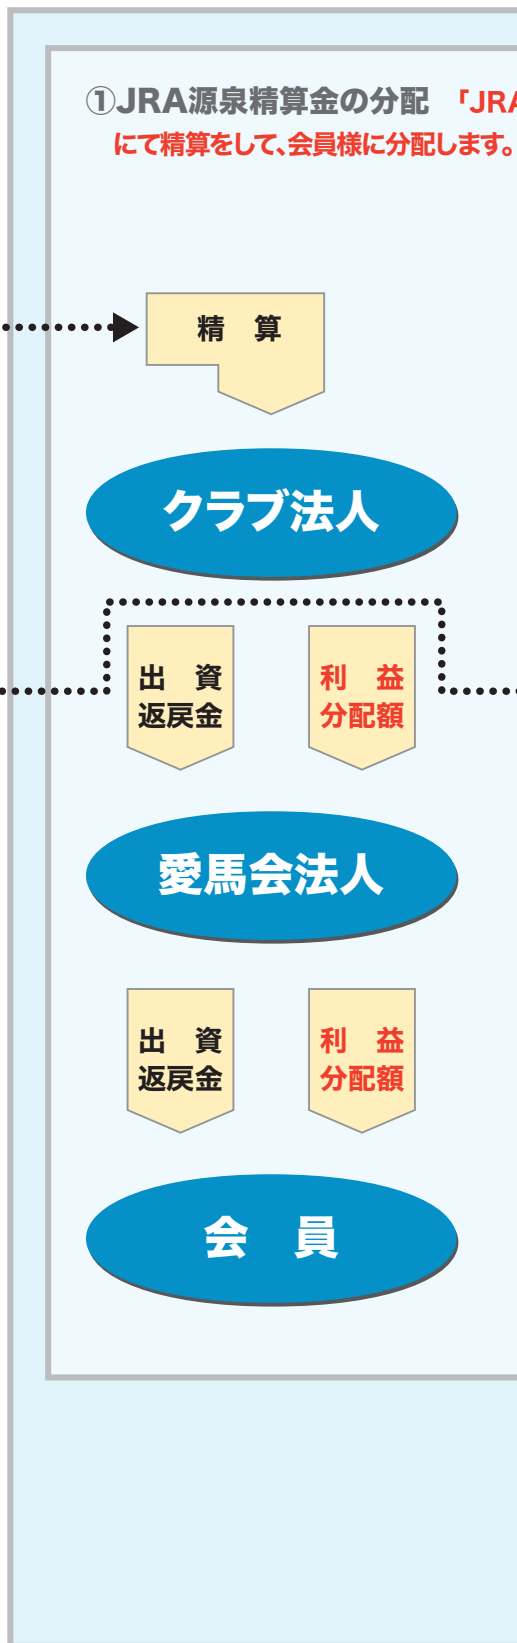 ①JRA源泉精算金の分配 「JRA
にて精算をして、会員様に分配します。
精 算
クラブ法人
出 資
返戻金
利 益
分配額
愛馬会法人
出 資
返戻金
利 益
分配額
会 員